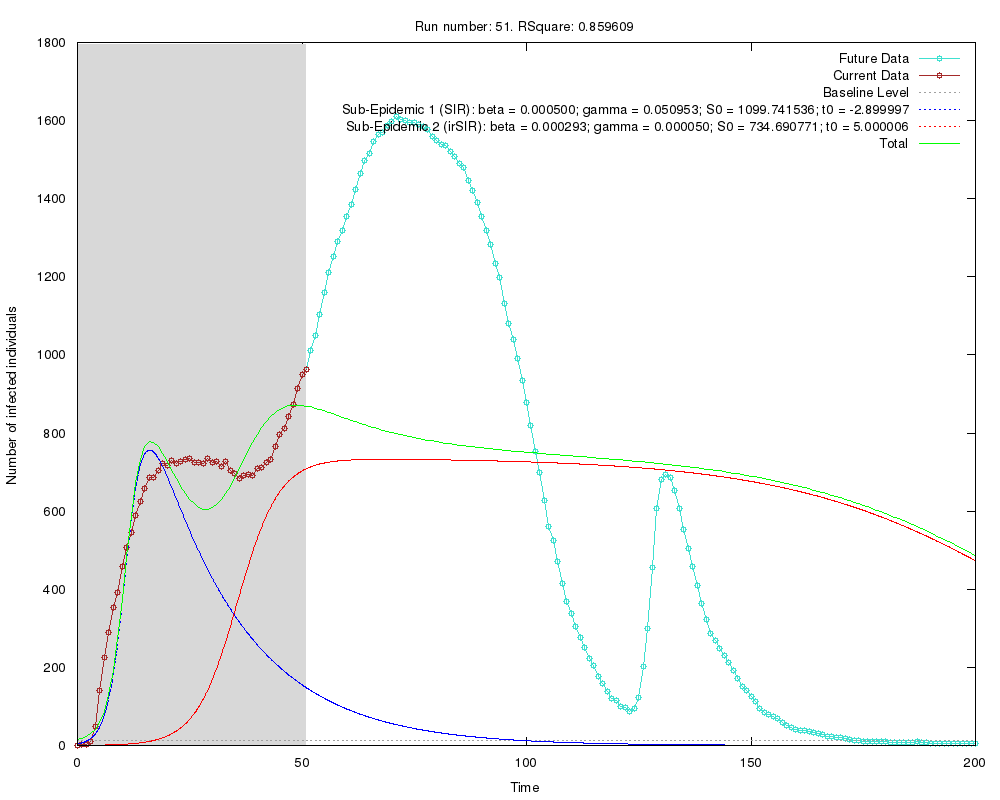 Run number: 51. RSquare: 0.859609
1800
1600
1400
1200
1000
800
600
400
200
0
Number of infected individuals
Future Data
Current Data
Baseline Level
Sub-Epidemic 1 (SIR): beta = 0.000500; gamma = 0.050953; S0 = 1099.741536; t0 = -2.899997
Sub-Epidemic 2 (irSIR): beta = 0.000293; gamma = 0.000050; S0 = 734.690771; t0 = 5.000006
Total
0 50 100 150 200
Time